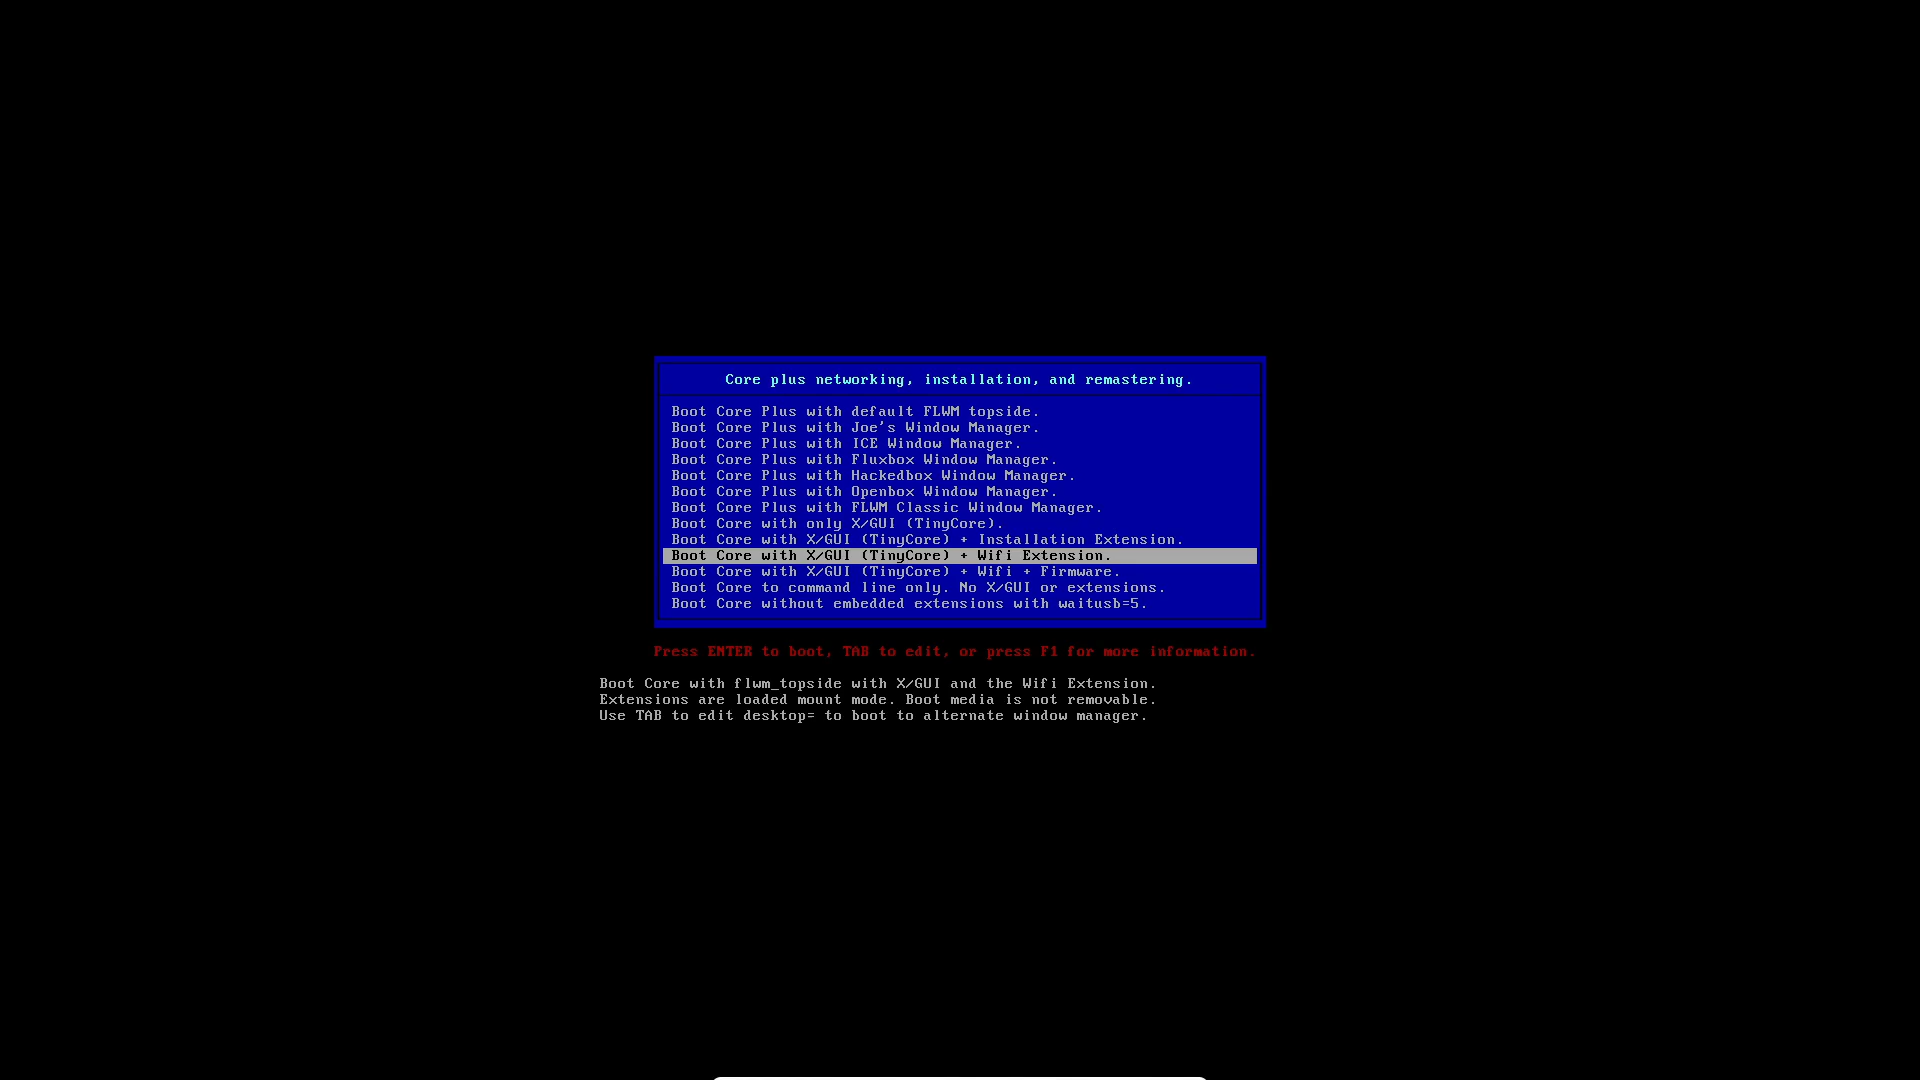 Core plus networking, installation, and remastering.
Boot Core Plus with default FLWM topside.
Boot Core Plus with Joe's Window Manager.
Boot Core Plus with ICE Window Manager.
Boot Core Plus with Fluxbox Window Manager.
Boot Core Plus with Hackedbox Window Manager.
Boot Core Plus with Openbox Window Manager.
Boot Core Plus with FLWM Classic Window Manager.
Boot Core with only X/GUI (TinyCore).
Boot Core with X/GUI (TinyCore) + Installation Extension.
Boot Core with X/GUI (TinyCore) + Wifi Extension.
Boot Core with X/GUI (TinyCore) + Wifi + Firmware.
Boot Core to command line only. No X/GUI or extensions.
Boot Core without embedded extensions with waitusb=5.
Press ENTER to boot, TAB to edit, or press F1 for more information.
Boot Core with flwm_topside with X/GUI and the Wifi Extension.
Extensions are loaded mount mode. Boot media is not removable.
Use TAB to edit desktop= to boot to alternate window manager.